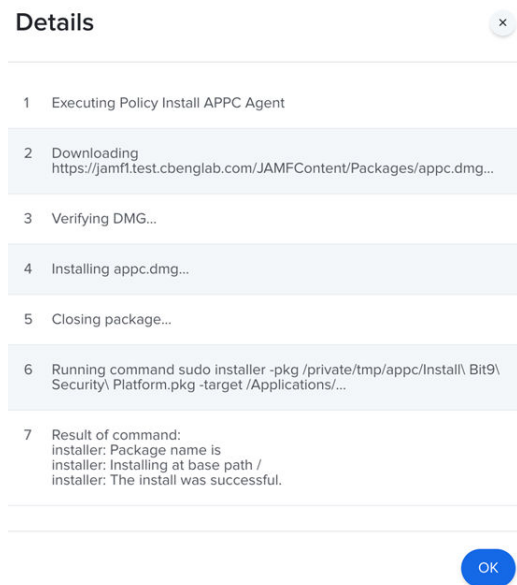 Details
×
1 Executing Policy Install APPC Agent
2 Downloading
https://jamf1.test.cbenglab.com/JAMFContent/Packages/appc.dmg...
3 Verifying DMG...
4 Installing appc.dmg...
5 Closing package...
6 Running command sudo installer -pkg /private/tmp/appc/Install\ Bit9\
Security\ Platform.pkg -target /Applications/...
7 Result of command:
installer: Package name is
installer: Installing at base path /
installer: The install was successful.
OK